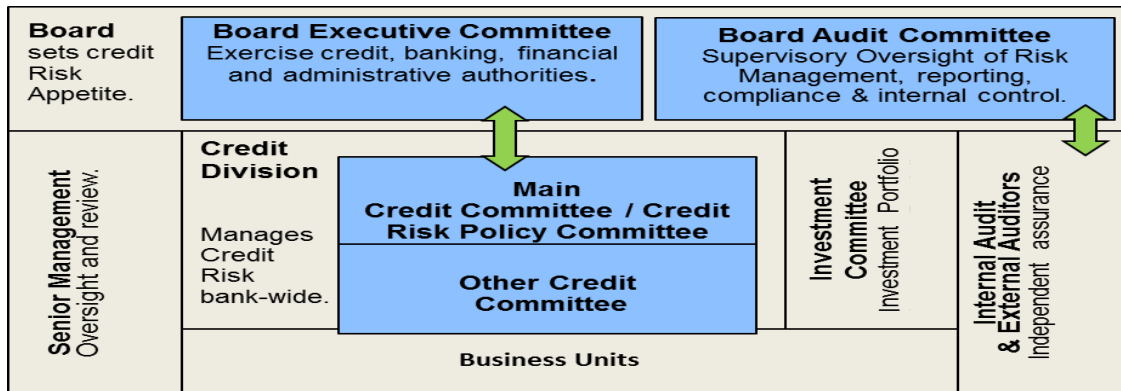 Board
sets credit
Risk
Appetite.
Board Executive Committee
Exercise credit, banking, financial
and administrative authorities.
Board Audit Committee
Supervisory Oversight of Risk
Management, reporting,
compliance & internal control.
Senior Management
Oversight and review.
Credit
Division
Manages
Credit
Risk
bank-wide.
Main
Credit Committee / Credit
Risk Policy Committee
Other Credit
Committee
Investment
Committee
Investment Portfolio
Internal Audit
& External Auditors
Independent assurance
Business Units